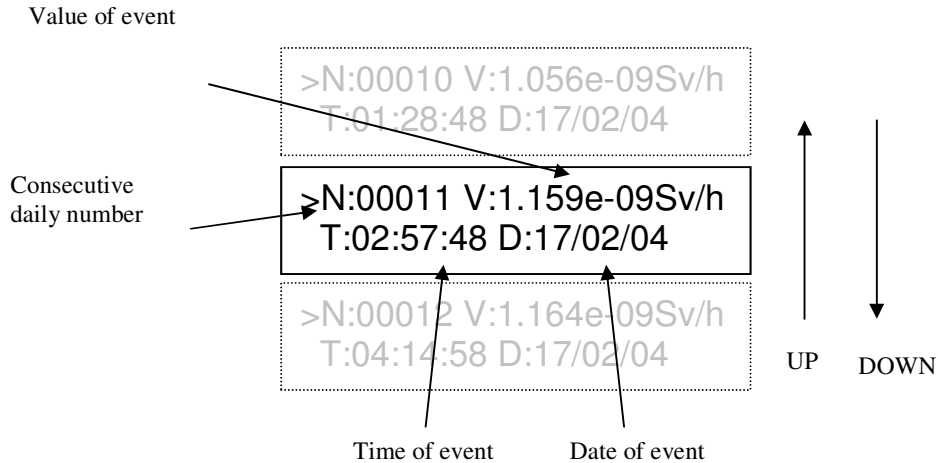 Value of event
>N:00010 V:1.056e-09Sv/h
T:01:28:48 D:17/02/04
Consecutive
daily number
>N:00011 V:1.159e-09Sv/h
T:02:57:48 D:17/02/04
>N:00012 V:1.164e-09Sv/h
T:04:14:58 D:17/02/04
UP DOWN
Time of event Date of event